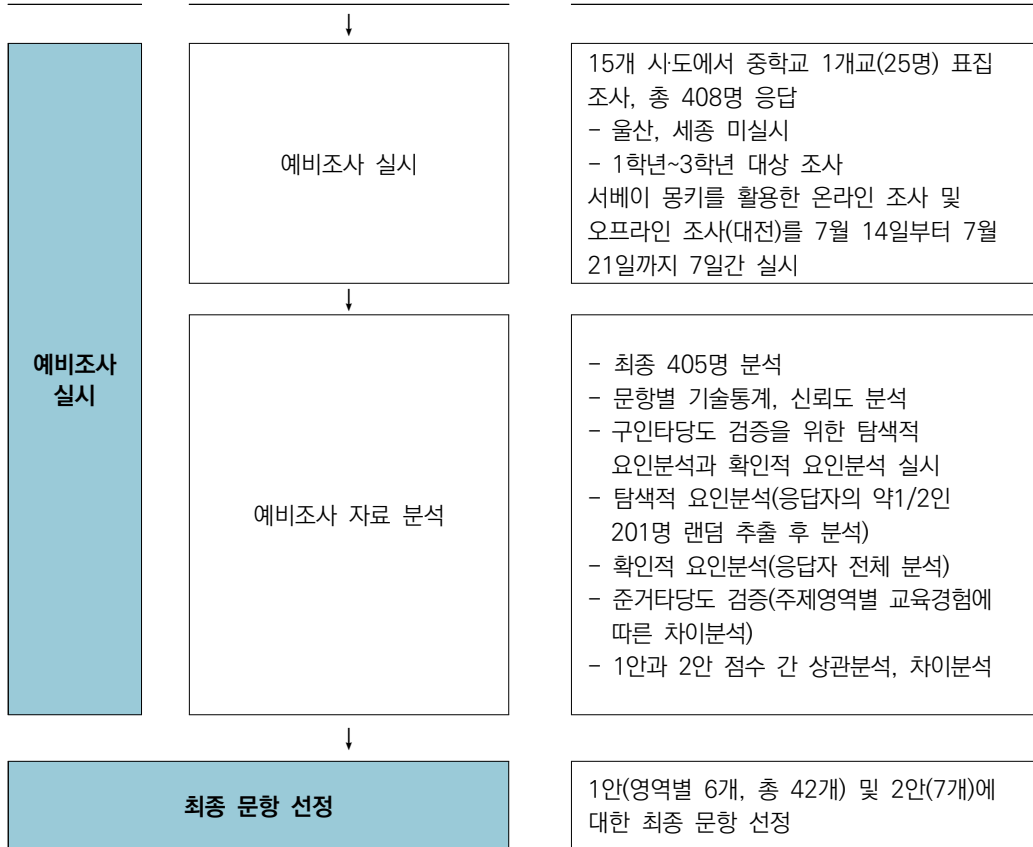 예비조사
실시
예비조사 실시
15개 시·도에서 중학교 1개교(25명) 표집
조사, 총 408명 응답
- 울산, 세종 미실시
- 1학년~3학년 대상 조사
서베이 몽키를 활용한 온라인 조사 및
오프라인 조사(대전)를 7월 14일부터 7월
21일까지 7일간 실시
예비조사 자료 분석
- 최종 405명 분석
- 문항별 기술통계, 신뢰도 분석
- 구인타당도 검증을 위한 탐색적
요인분석과 확인적 요인분석 실시
- 탐색적 요인분석(응답자의 약1/2인
201명 랜덤 추출 후 분석)
- 확인적 요인분석(응답자 전체 분석)
- 준거타당도 검증(주제영역별 교육경험에
따른 차이분석)
- 1안과 2안 점수 간 상관분석, 차이분석
최종 문항 선정
1안(영역별 6개, 총 42개) 및 2안(7개)에
대한 최종 문항 선정